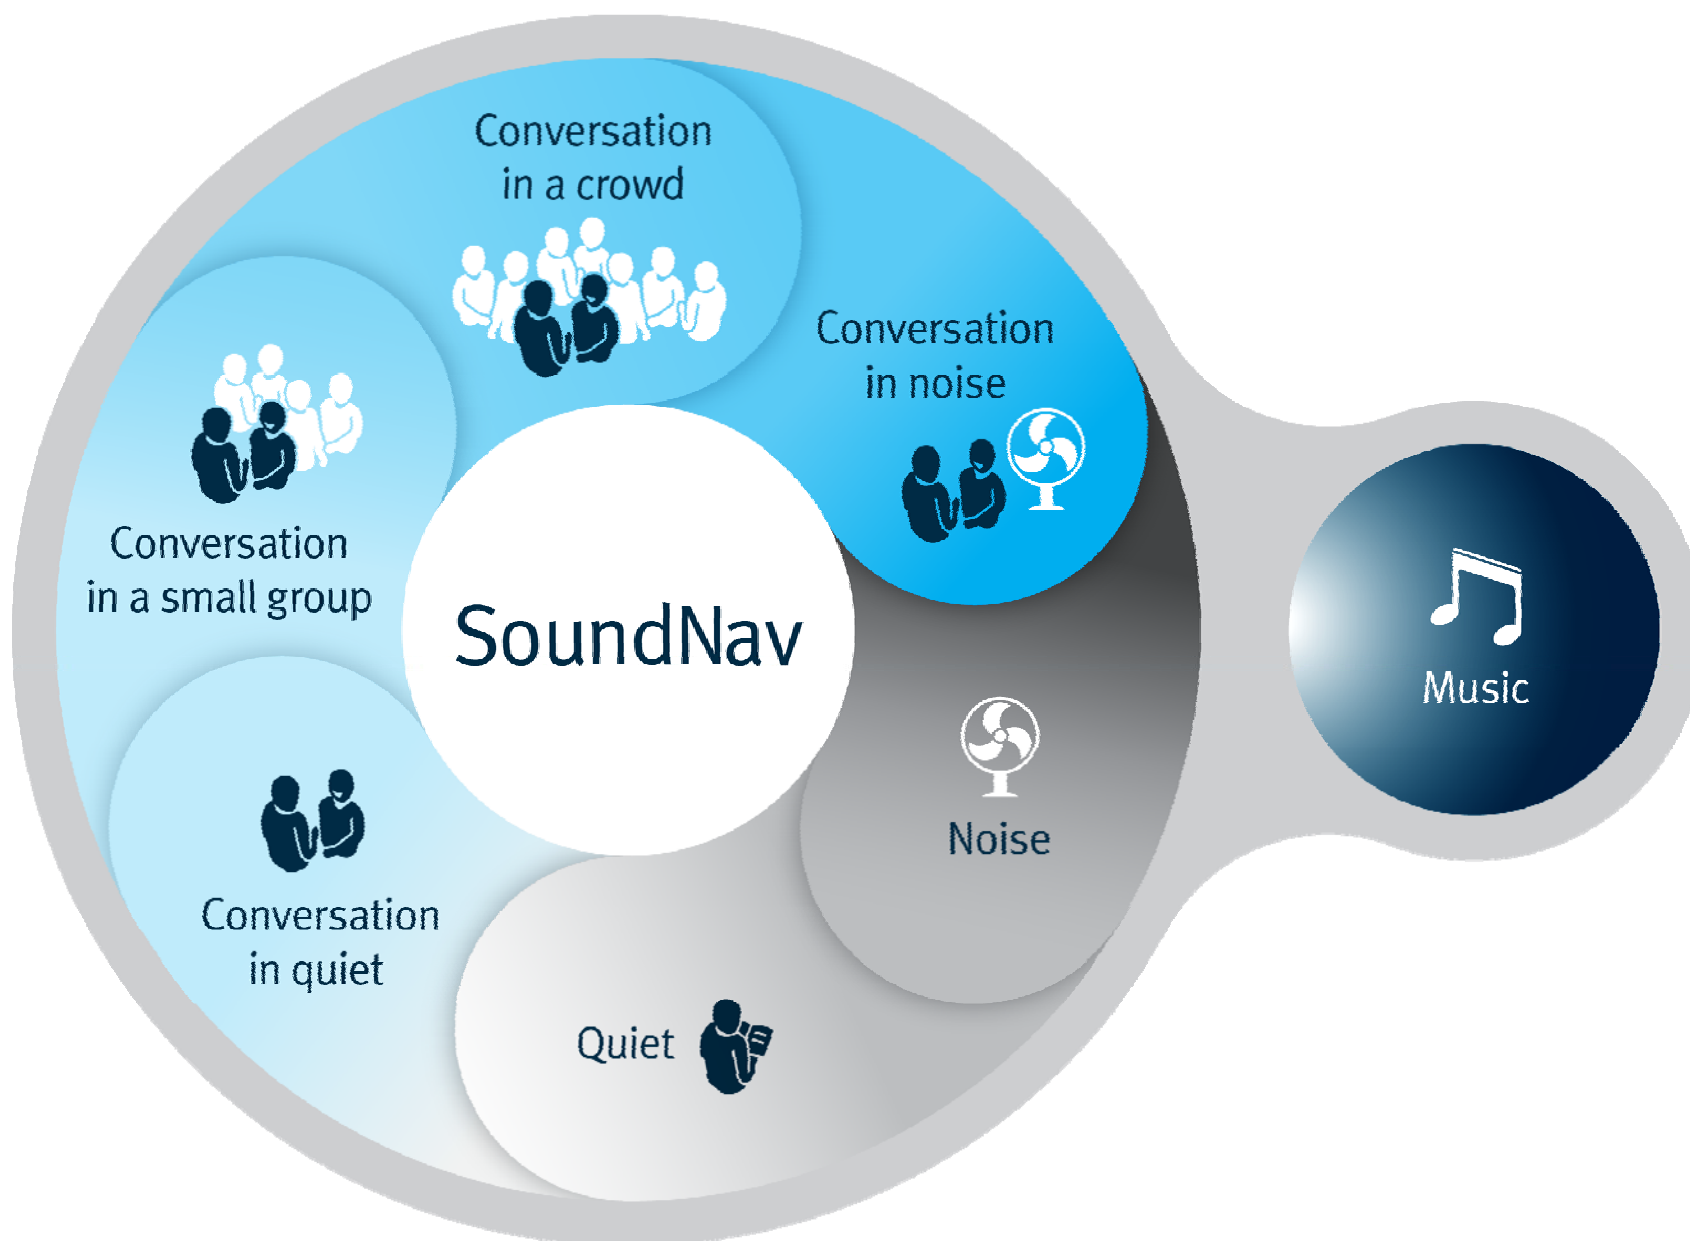 Conversation
in a crowd
Conversation
in noise
Conversation
in a small group
SoundNav
Music
Noise
Conversation
in quiet
Quiet